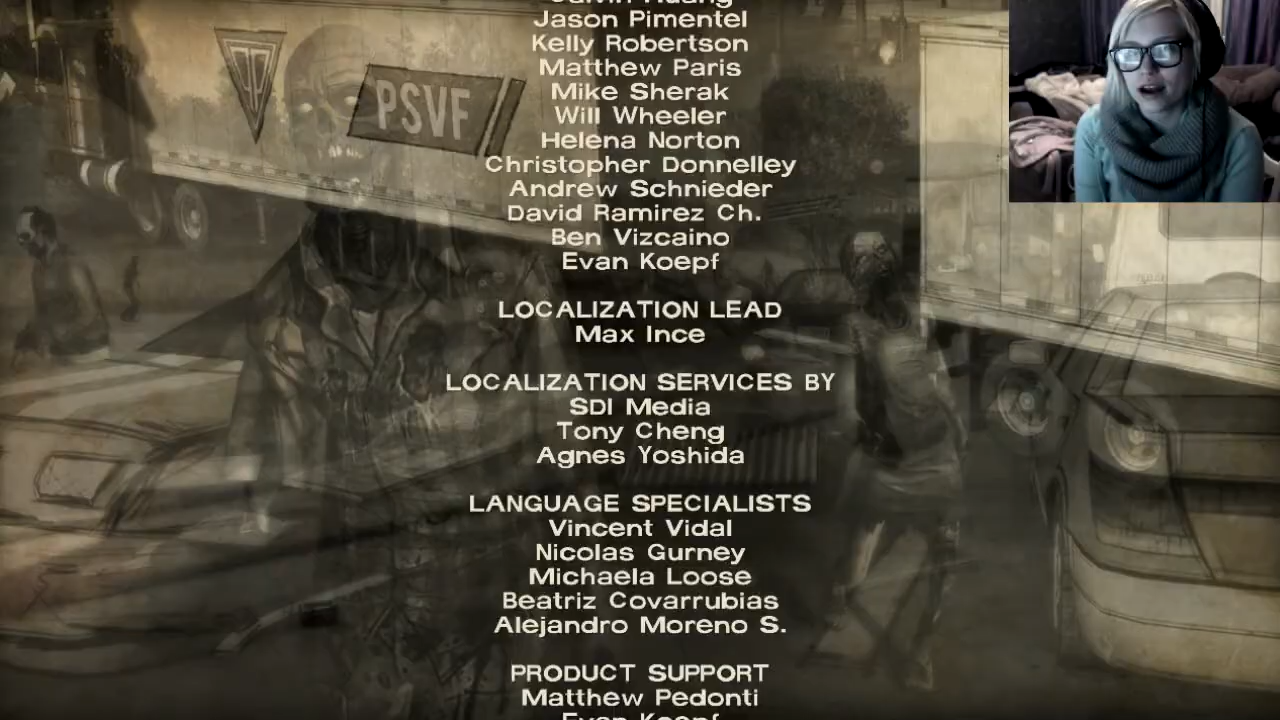 Jason Pimentel
Kelly Robertson
Matthew Paris
Mike Sherak
Will Wheeler
Helena Norton
Christopher Donnelley
Andrew Schnieder
David Ramirez Ch.
Ben Vizcaino
Evan Koepf
LOCALIZATION LEAD
Max Ince
LOCALIZATION SERVICES BY
SDI Media
Tony Cheng
Agnes Yoshida
LANGUAGE SPECIALISTS
Vincent Vidal
Nicolas Gurney
Michaela Loose
Beatriz Covarrubias
Alejandro Moreno S.
PRODUCT SUPPORT
Matthew Pedonti
Evan Koepf
PSVF